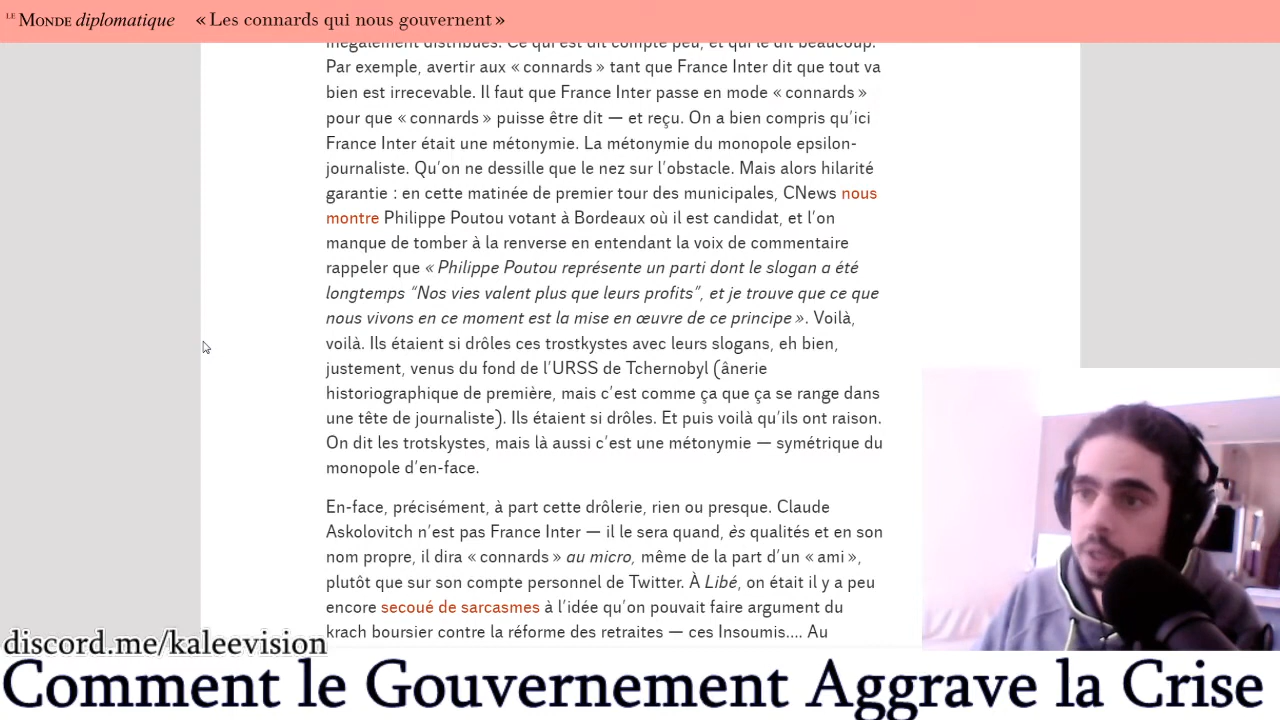 LE MONDE diplomatique « Les connards qui nous gouvernent »
inégalement distribués. Ce qui est dit compte peu, et qui le dit beaucoup.
Par exemple, avertir aux « connards » tant que France Inter dit que tout va
bien est irrecevable. Il faut que France Inter passe en mode « connards »
pour que « connards » puisse être dit — et reçu. On a bien compris qu’ici
France Inter était une métonymie. La métonymie du monopole epsilon-
journaliste. Qu’on ne dessille que le nez sur l’obstacle. Mais alors hilarité
garantie : en cette matinée de premier tour des municipales, CNews nous
montre Philippe Poutou votant à Bordeaux où il est candidat, et l’on
manque de tomber à la renverse en entendant la voix de commentaire
rappeler que « Philippe Poutou représente un parti dont le slogan a été
longtemps “Nos vies valent plus que leurs profits”, et je trouve que ce que
nous vivons en ce moment est la mise en œuvre de ce principe ». Voilà,
voilà. Ils étaient si drôles ces trostkystes avec leurs slogans, eh bien,
justement, venus du fond de l’URSS de Tchernobyl (ânerie
historiographique de première, mais c’est comme ça que ça se range dans
une tête de journaliste). Ils étaient si drôles. Et puis voilà qu’ils ont raison.
On dit les trotskystes, mais là aussi c’est une métonymie — symétrique du
monopole d’en-face.
En-face, précisément, à part cette drôlerie, rien ou presque. Claude
Askolovitch n’est pas France Inter — il le sera quand, ès qualités et en son
nom propre, il dira « connards » au micro, même de la part d’un « ami »,
plutôt que sur son compte personnel de Twitter. À Libé, on était il y a peu
encore secoué de sarcasmes à l’idée qu’on pouvait faire argument du
krach boursier contre la réforme des retraites — ces Insoumis.... Au
discord.me/kaleevision
Comment le Gouvernement Aggrave la Crise